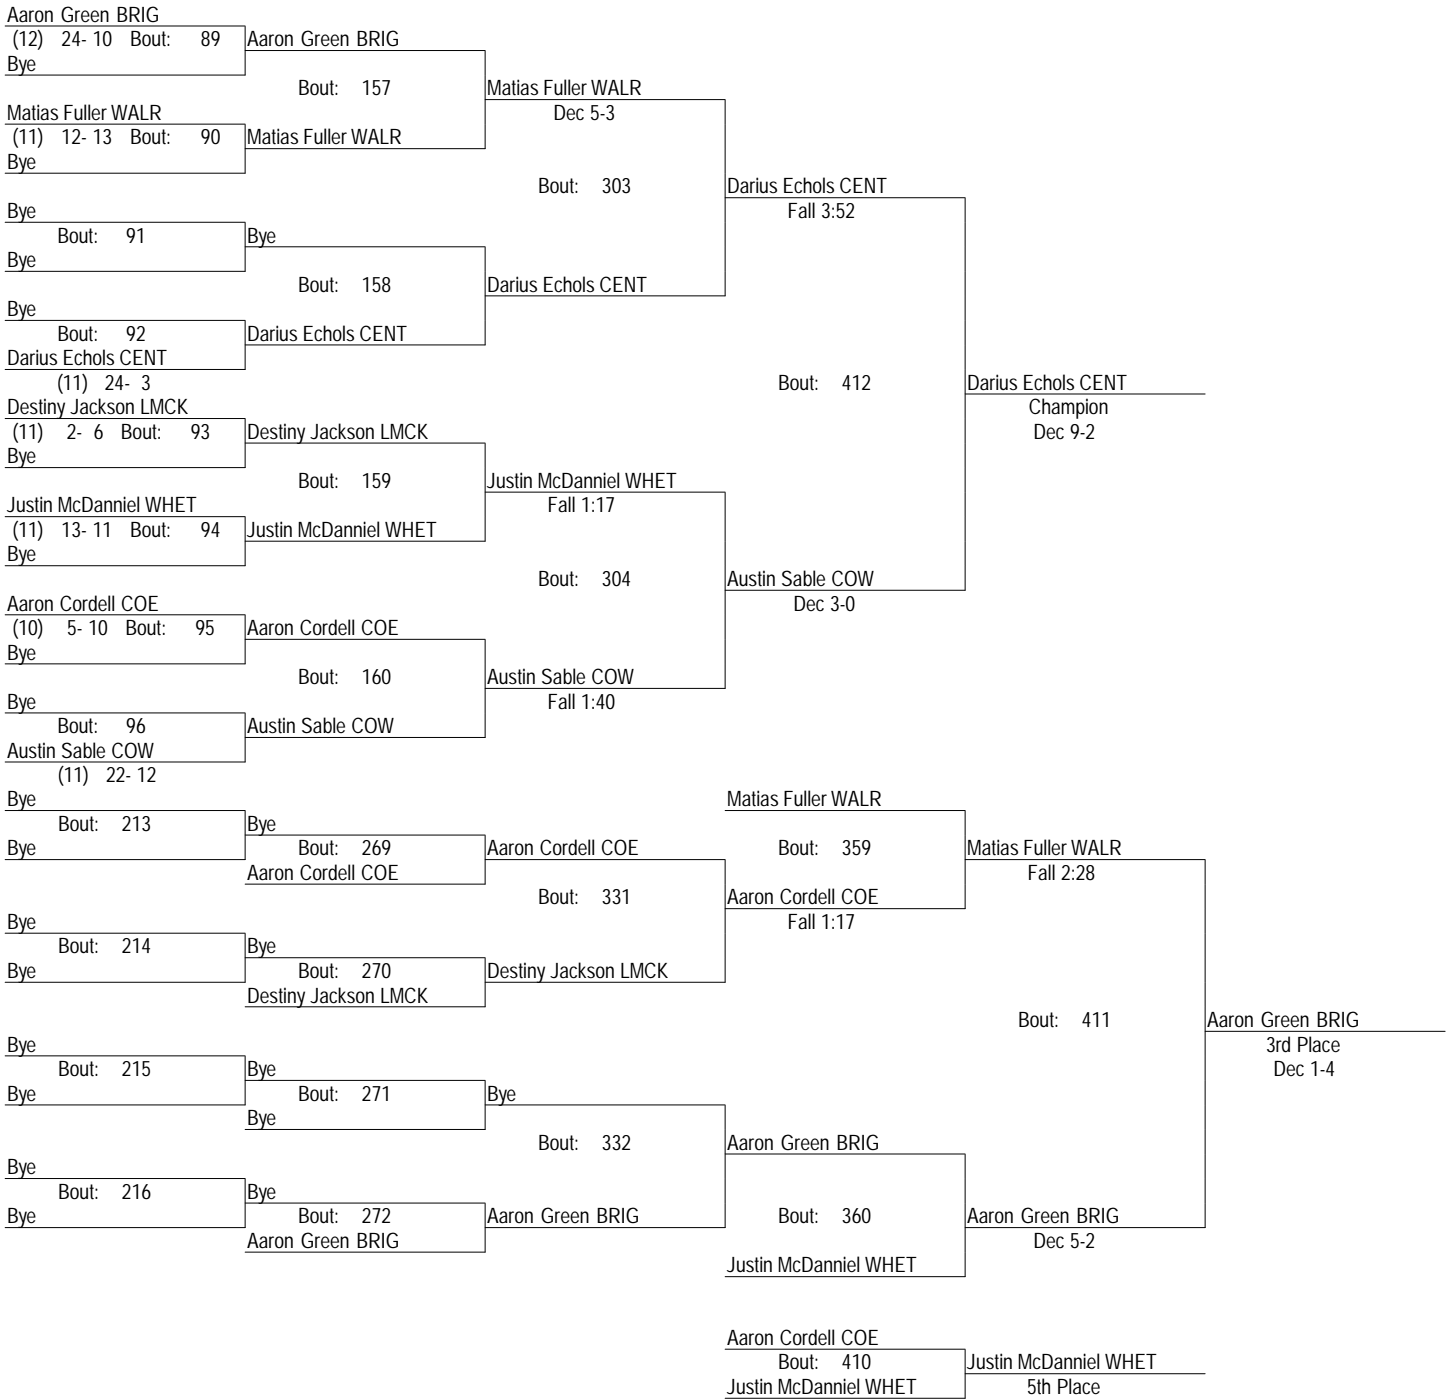 Aaron Green BRIG
(12) 24- 10 Bout: 89 Aaron Green BRIG
Bye
Bout: 157 Matias Fuller WALR
Matias Fuller WALR Dec 5-3
(11) 12- 13 Bout: 90 Matias Fuller WALR
Bye
Bout: 303 Darius Echols CENT
Bye Fall 3:52
Bout: 91 Bye
Bye
Bout: 158 Darius Echols CENT
Bye
Bout: 92 Darius Echols CENT
Darius Echols CENT
(11) 24- 3 Bout: 412 Darius Echols CENT
Destiny Jackson LMCK Champion
(11) 2- 6 Bout: 93 Destiny Jackson LMCK Dec 9-2
Bye
Bout: 159 Justin McDanniel WHET
Justin McDanniel WHET Fall 1:17
(11) 13- 11 Bout: 94 Justin McDanniel WHET
Bye
Bout: 304 Austin Sable COW
Aaron Cordell COE Dec 3-0
(10) 5- 10 Bout: 95 Aaron Cordell COE
Bye
Bout: 160 Austin Sable COW
Bye Fall 1:40
Bout: 96 Austin Sable COW
Austin Sable COW
(11) 22- 12
Bye Matias Fuller WALR
Bout: 213 Bye
Bye Bout: 269 Aaron Cordell COE Bout: 359 Matias Fuller WALR
Aaron Cordell COE Fall 2:28
Bout: 331 Aaron Cordell COE
Bye Fall 1:17
Bout: 214 Bye
Bye Bout: 270 Destiny Jackson LMCK
Destiny Jackson LMCK
Bout: 411 Aaron Green BRIG
Bye 3rd Place
Bout: 215 Bye Dec 1-4
Bye Bout: 271 Bye
Bye
Bout: 332 Aaron Green BRIG
Bye
Bout: 216 Bye
Bye Bout: 272 Aaron Green BRIG Bout: 360 Aaron Green BRIG
Aaron Green BRIG Dec 5-2
Justin McDanniel WHET
Aaron Cordell COE
Bout: 410 Justin McDanniel WHET
Justin McDanniel WHET 5th Place